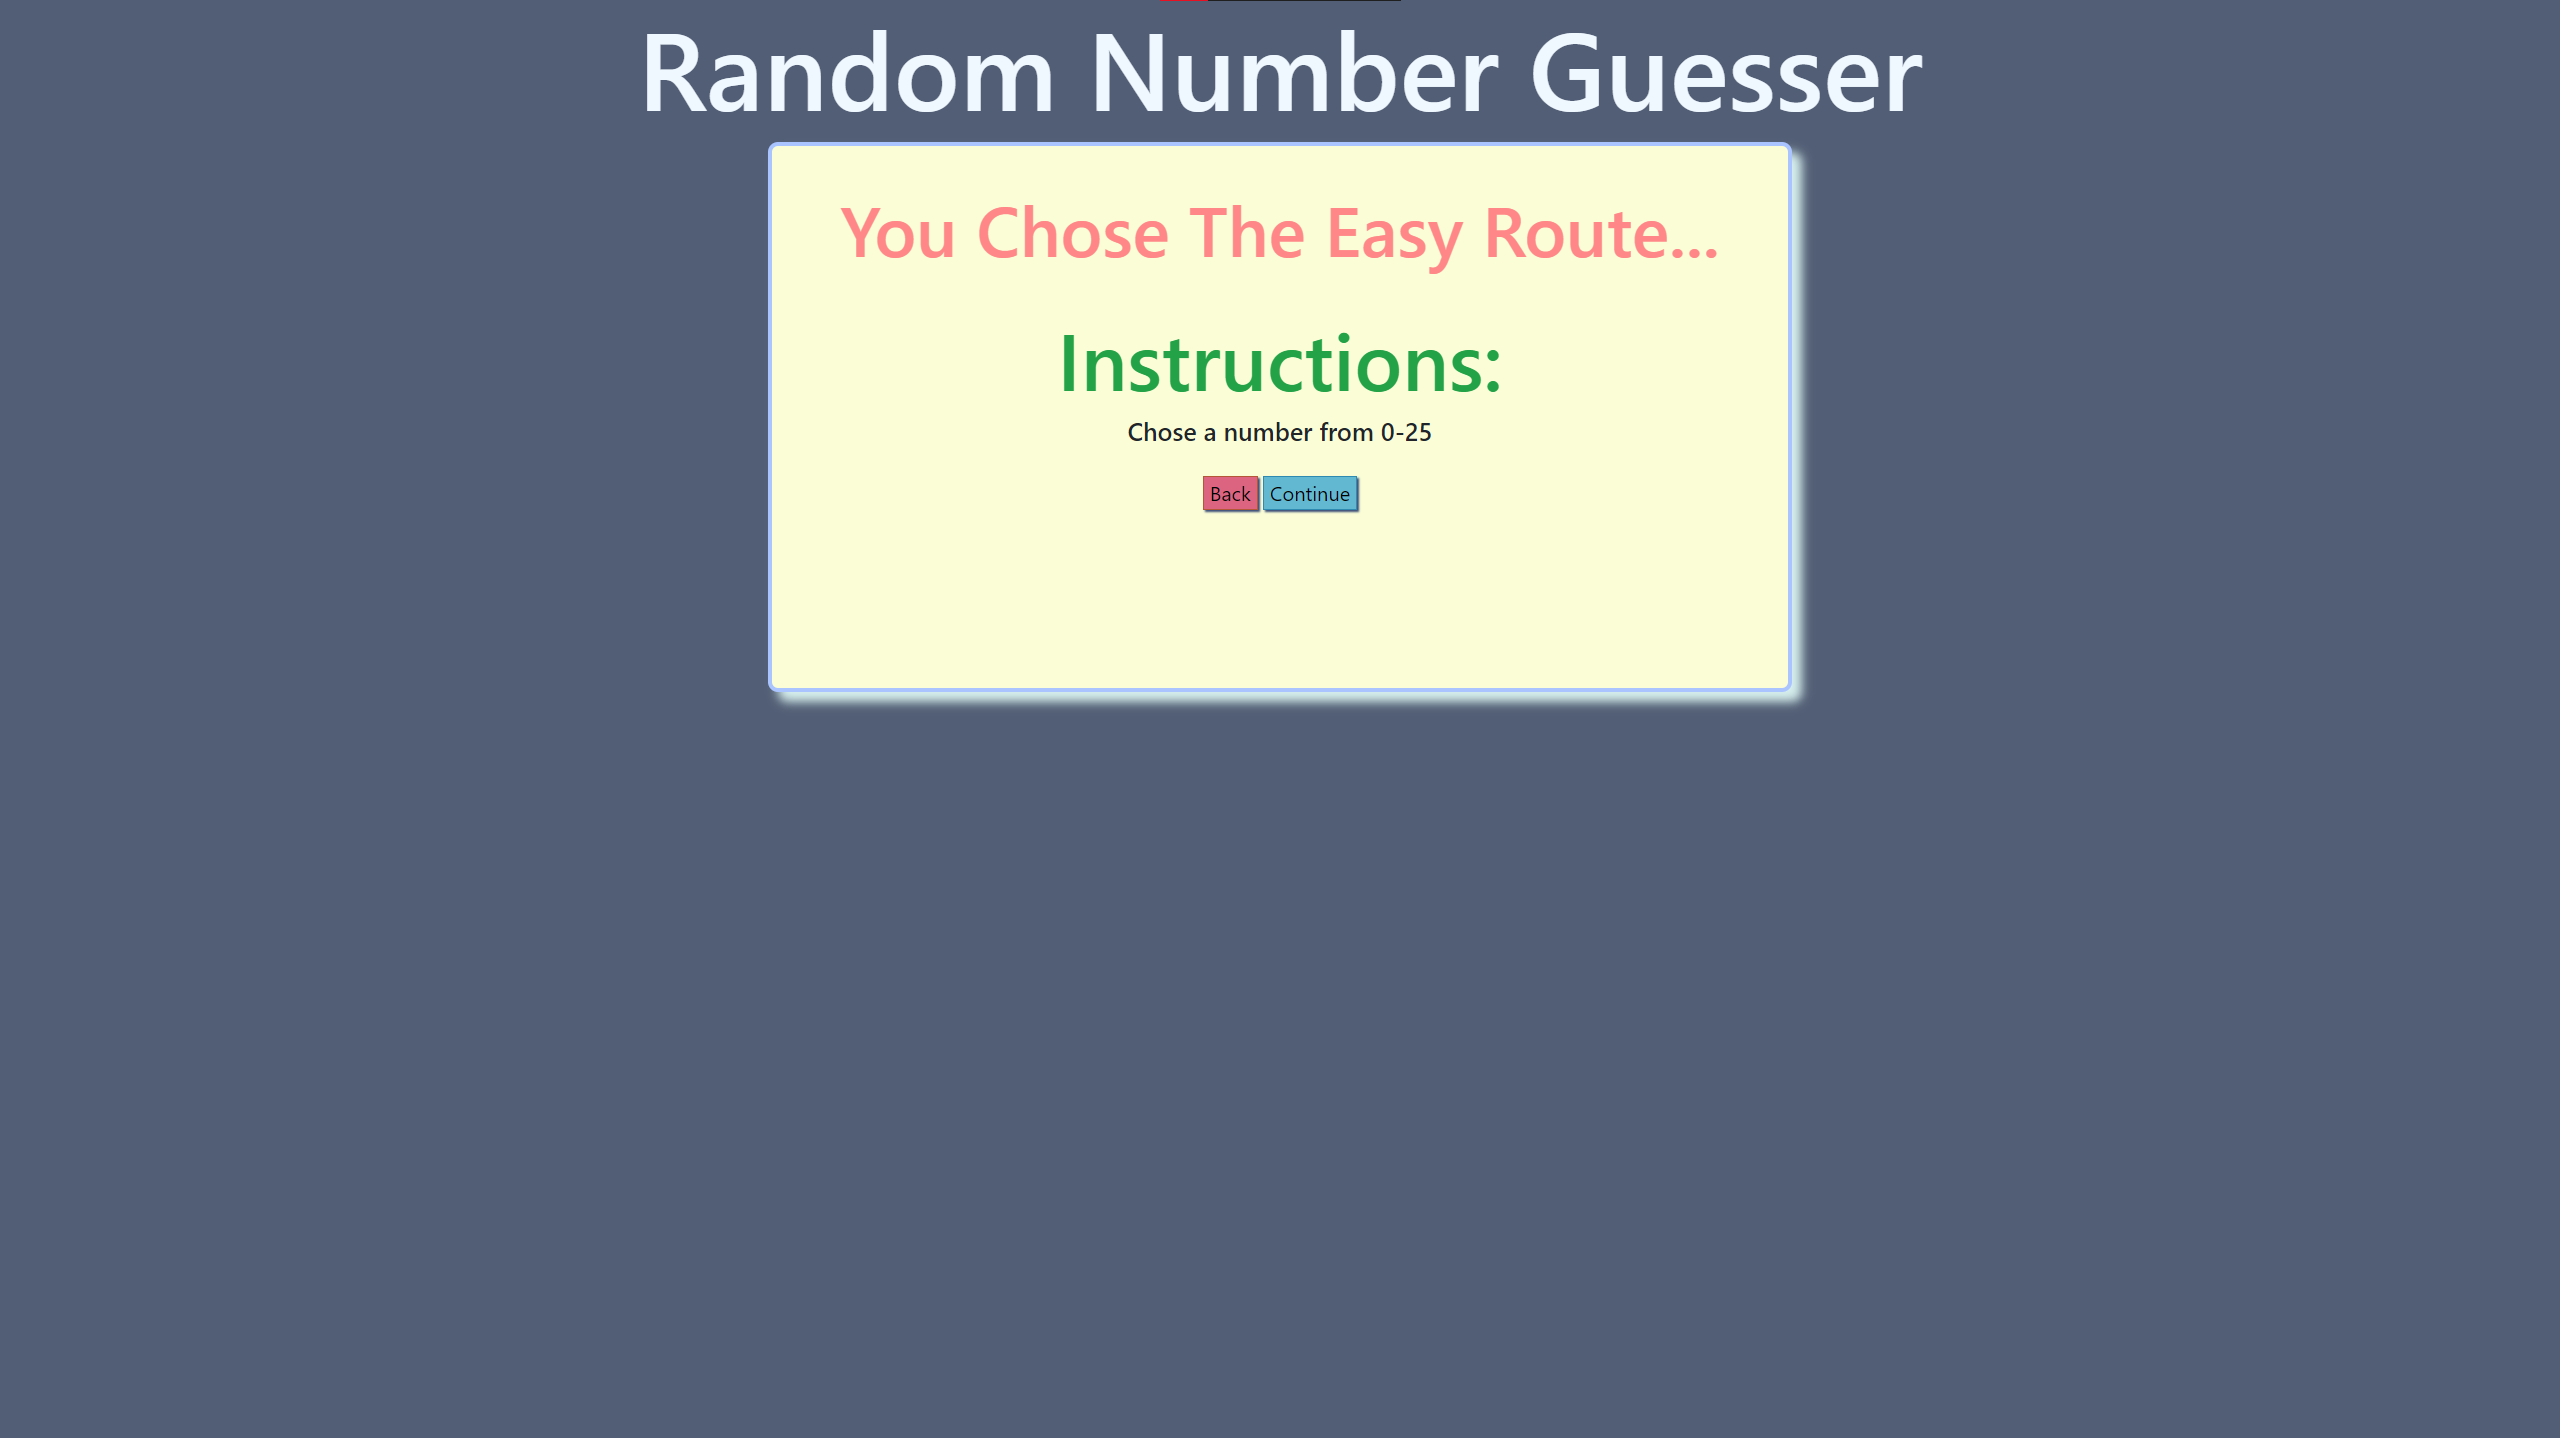 Random Number Guesser
You Chose The Easy Route...
Instructions:
Chose a number from 0-25
Back Continue